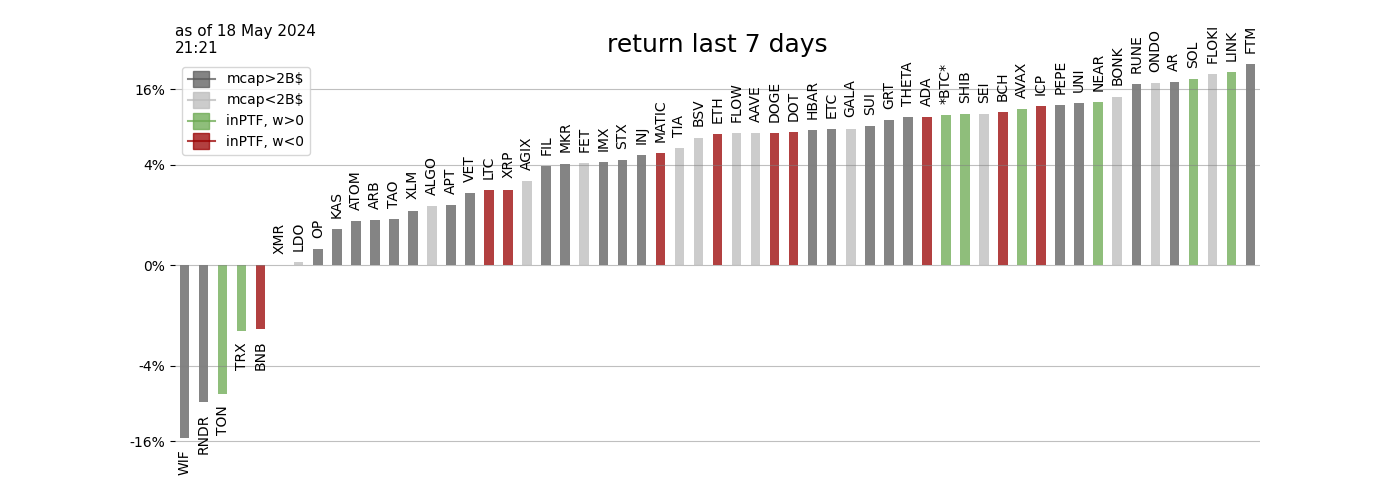 as of 18 May 2024
21:21
return last 7 days
mcap>2B$
mcap<2B$
inPTF, w>0
inPTF, w<0
16%
4%
0%
-4%
-16%
WIF
RNDR
TON
TRX
BNB
XMR
LDO
OP
KAS
ATOM
ARB
TAO
XLM
ALGO
APT
VET
LTC
XRP
AGIX
FIL
MKR
FET
IMX
STX
INJ
MATIC
TIA
BSV
ETH
FLOW
AAVE
DOGE
DOT
HBAR
ETC
GALA
SUI
GRT
THETA
ADA
*BTC*
SHIB
SEI
BCH
AVAX
ICP
PEPE
UNI
NEAR
BONK
RUNE
ONDO
AR
SOL
FLOKI
LINK
FTM